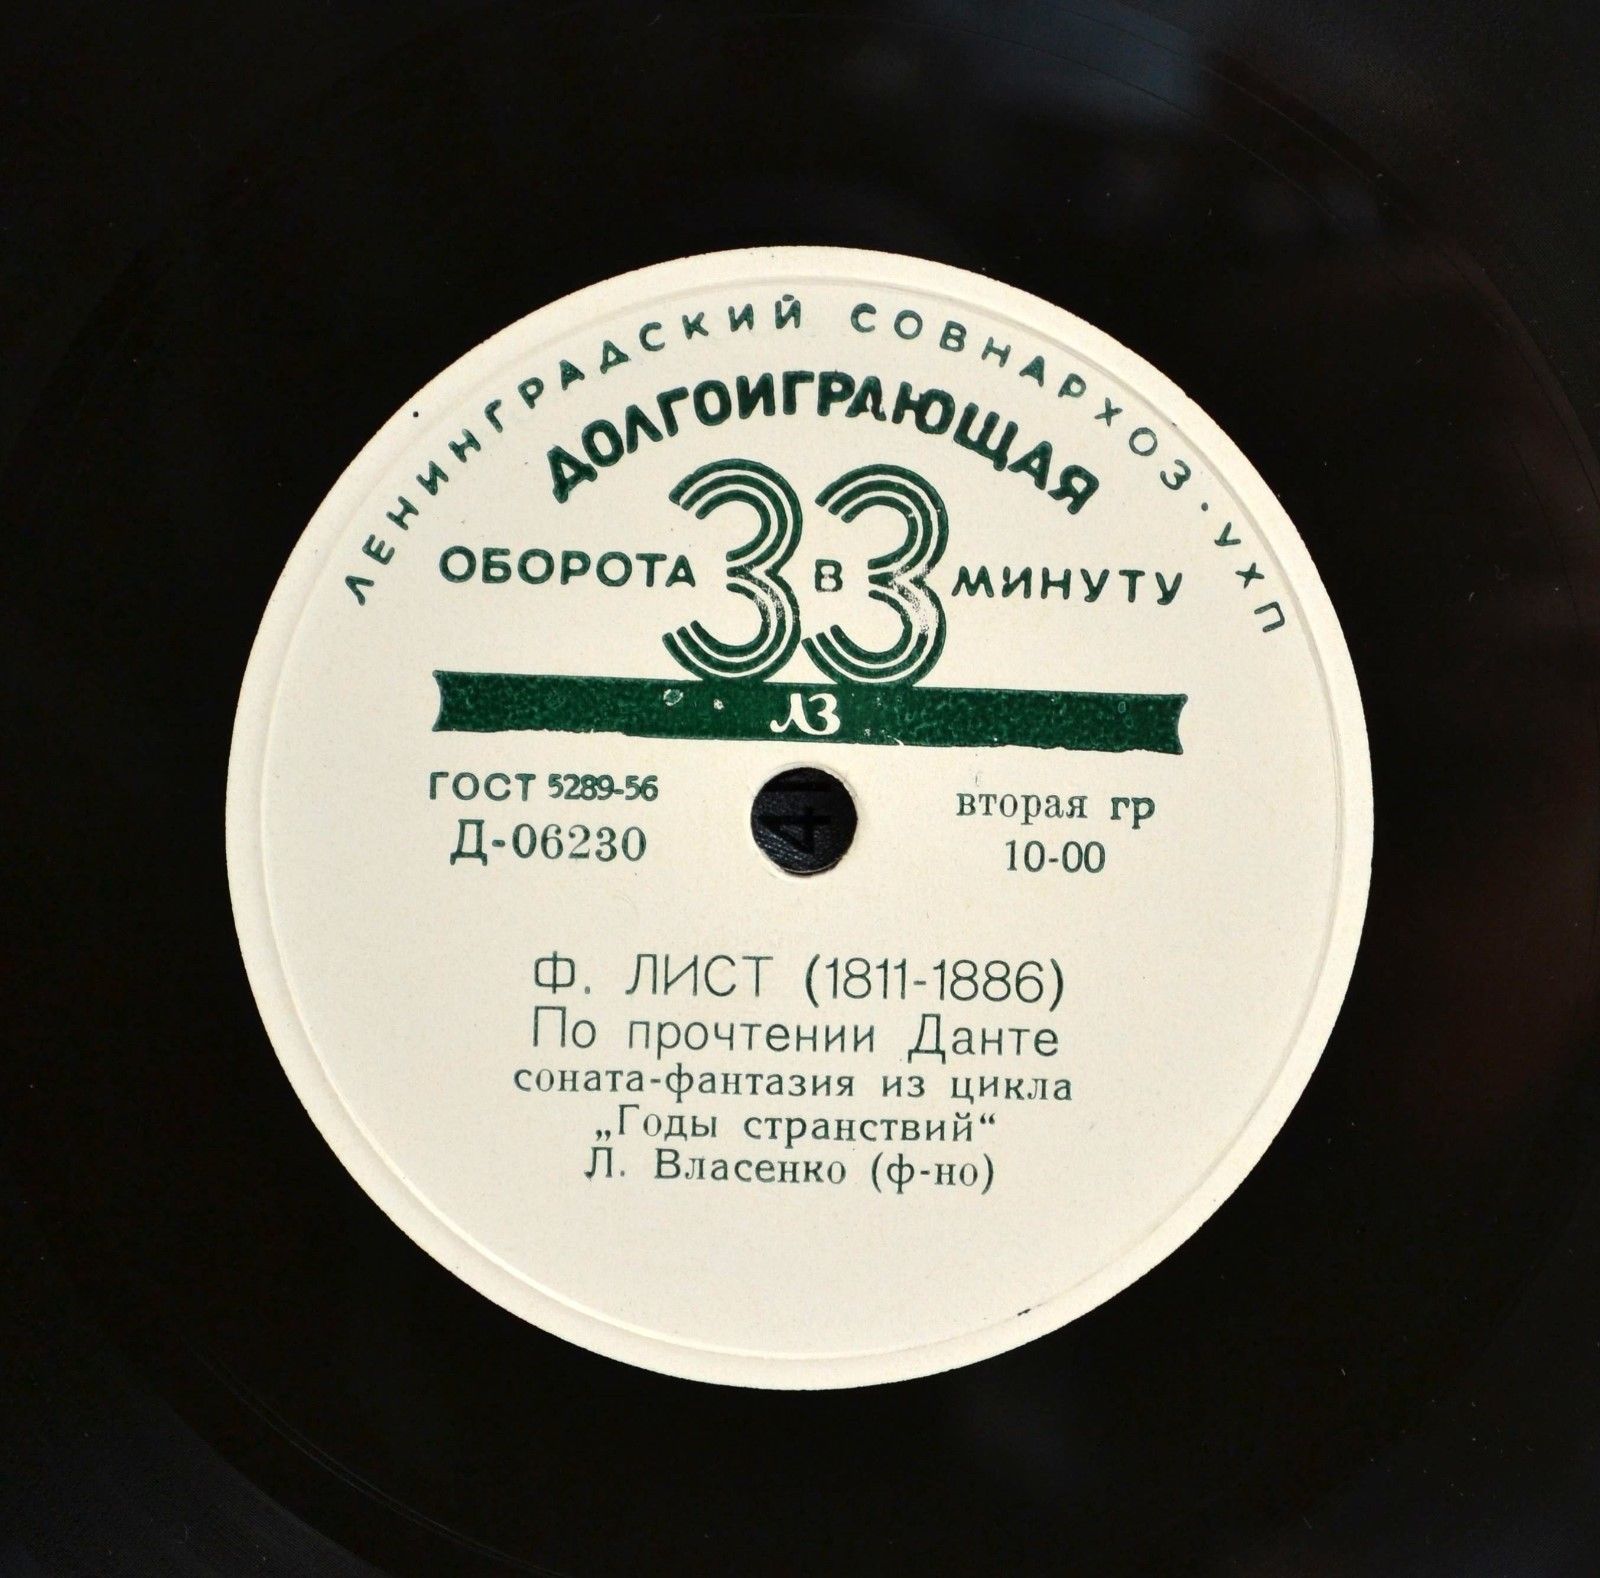 ЛЕНИНГРАДСКИЙ СОВНАРХОЗ · УХП
ДОЛГОИГРАЮЩАЯ
ОБОРОТА 33 В МИНУТУ
ЛЗ
ГОСТ 5289-56
Д-06230
вторая гр
10-00
Ф. ЛИСТ (1811-1886)
По прочтении Данте
соната-фантазия из цикла
„Годы странствий“
Л. Власенко (ф-но)